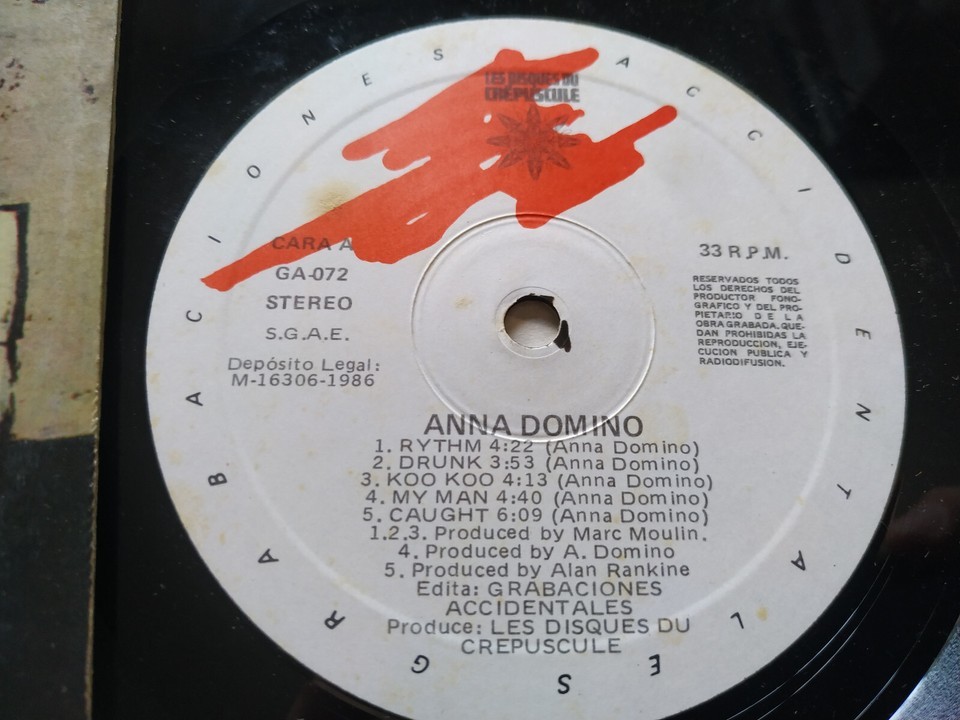 GRABACIONES ACCIDENTALES
LES DISQUES DU
CREPUSCULE
CARA A
GA-072
STEREO
S.G.A.E.
Depósito Legal:
M-16306-1986
33 R.P.M.
RESERVADOS TODOS
LOS DERECHOS DEL
PRODUCTOR FONO-
GRAFICO Y DEL PRO-
PIETARIO DE LA
OBRA GRABADA. QUE-
DAN PROHIBIDAS LA
REPRODUCCION, EJE-
CUCION PUBLICA Y
RADIODIFUSION.
ANNA DOMINO
1. RYTHM 4:22 (Anna Domino)
2. DRUNK 3:53 (Anna Domino)
3. KOO KOO 4:13 (Anna Domino)
4. MY MAN 4:40 (Anna Domino)
5. CAUGHT 6:09 (Anna Domino)
1.2.3. Produced by Marc Moulin.
4. Produced by A. Domino
5. Produced by Alan Rankine
Edita: GRABACIONES
ACCIDENTALES
Produce: LES DISQUES DU
CREPUSCULE